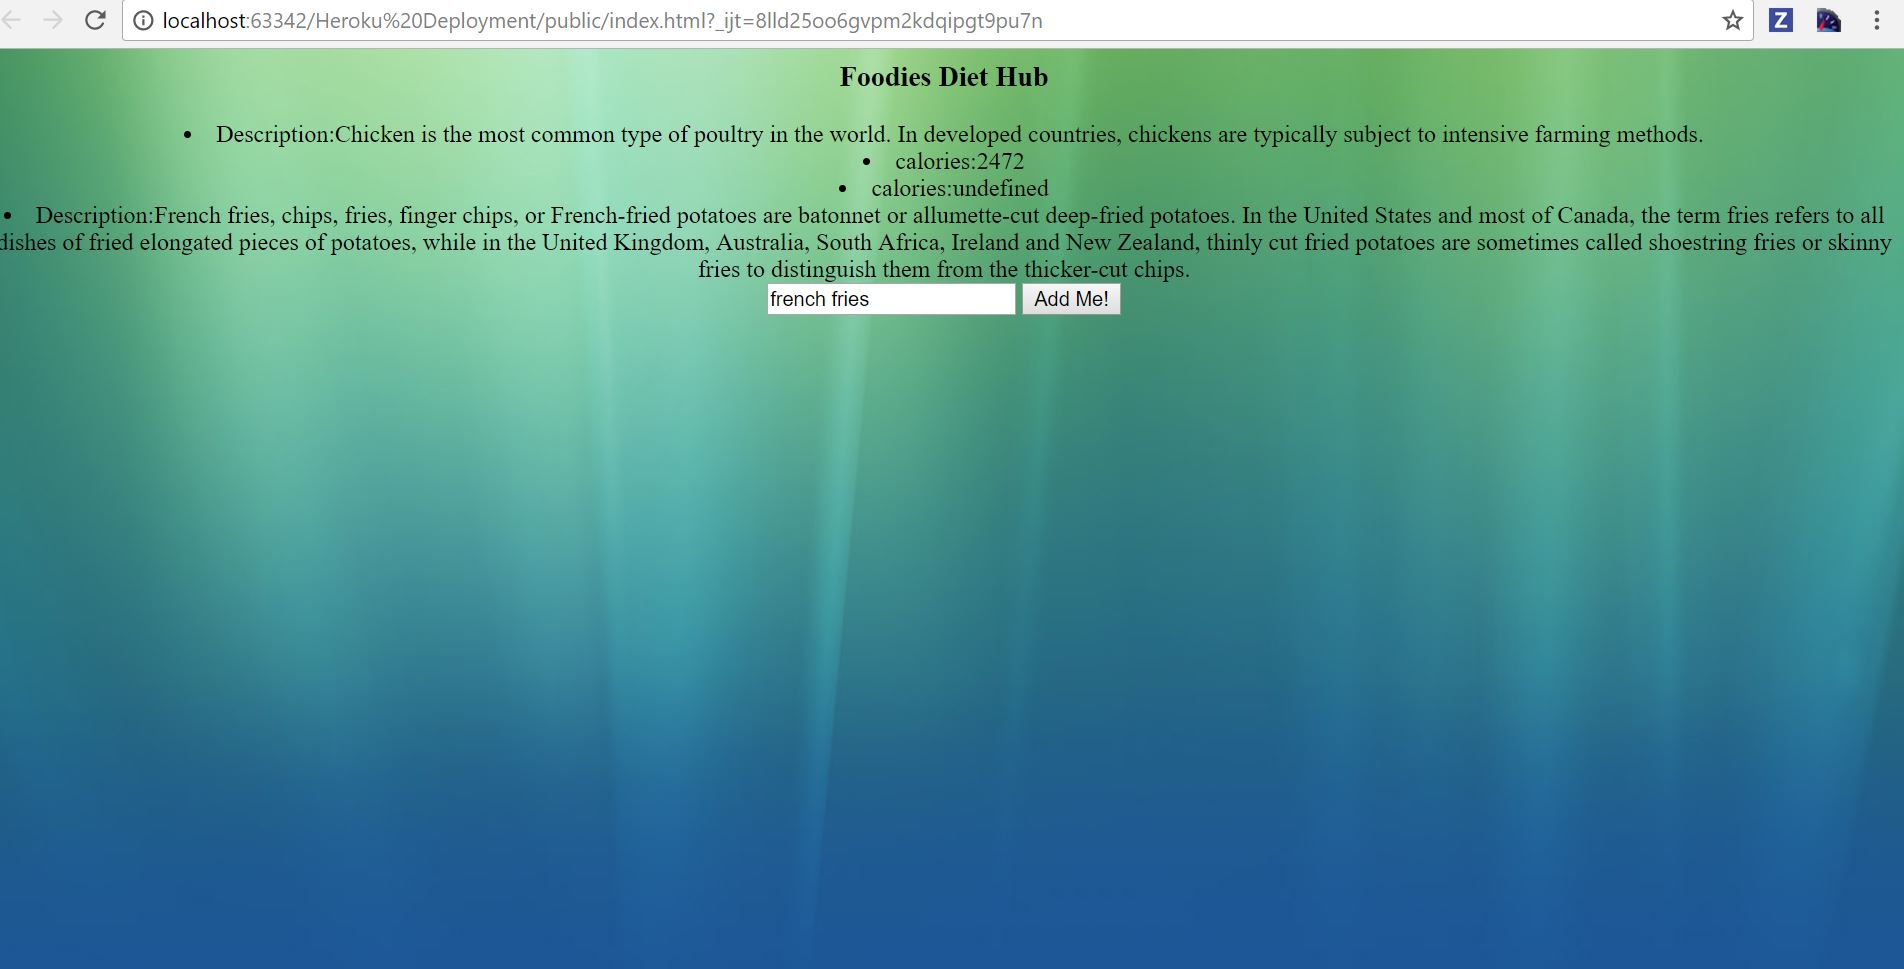 localhost:63342/Heroku%20Deployment/public/index.html?_ijt=8lld25oo6gvpm2kdqipgt9pu7n
Z
Foodies Diet Hub
• Description:Chicken is the most common type of poultry in the world. In developed countries, chickens are typically subject to intensive farming methods.
• calories:2472
• calories:undefined
• Description:French fries, chips, fries, finger chips, or French-fried potatoes are batonnet or allumette-cut deep-fried potatoes. In the United States and most of Canada, the term fries refers to all
dishes of fried elongated pieces of potatoes, while in the United Kingdom, Australia, South Africa, Ireland and New Zealand, thinly cut fried potatoes are sometimes called shoestring fries or skinny
fries to distinguish them from the thicker-cut chips.
french fries Add Me!